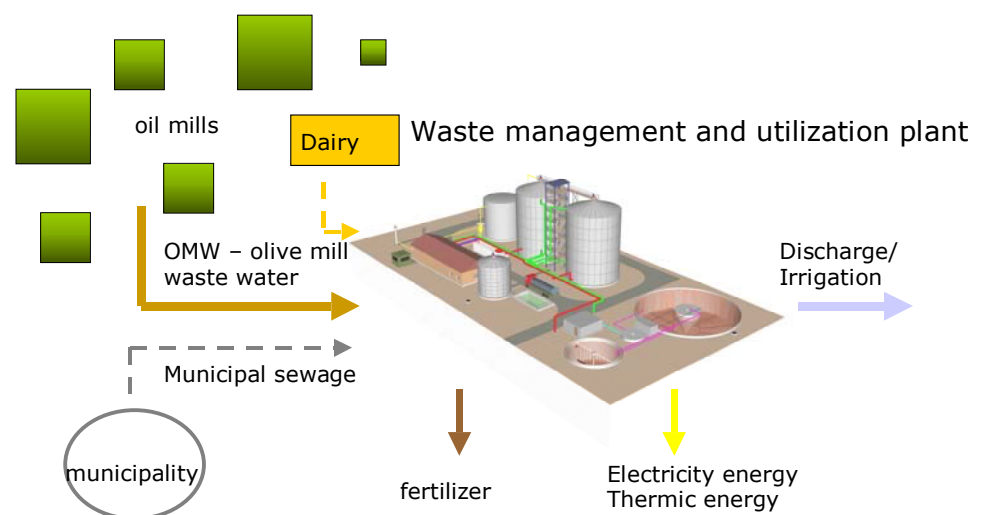 oil mills
Dairy
Waste management and utilization plant
OMW – olive mill
waste water
Discharge/
Irrigation
Municipal sewage
municipality
fertilizer
Electricity energy
Thermic energy